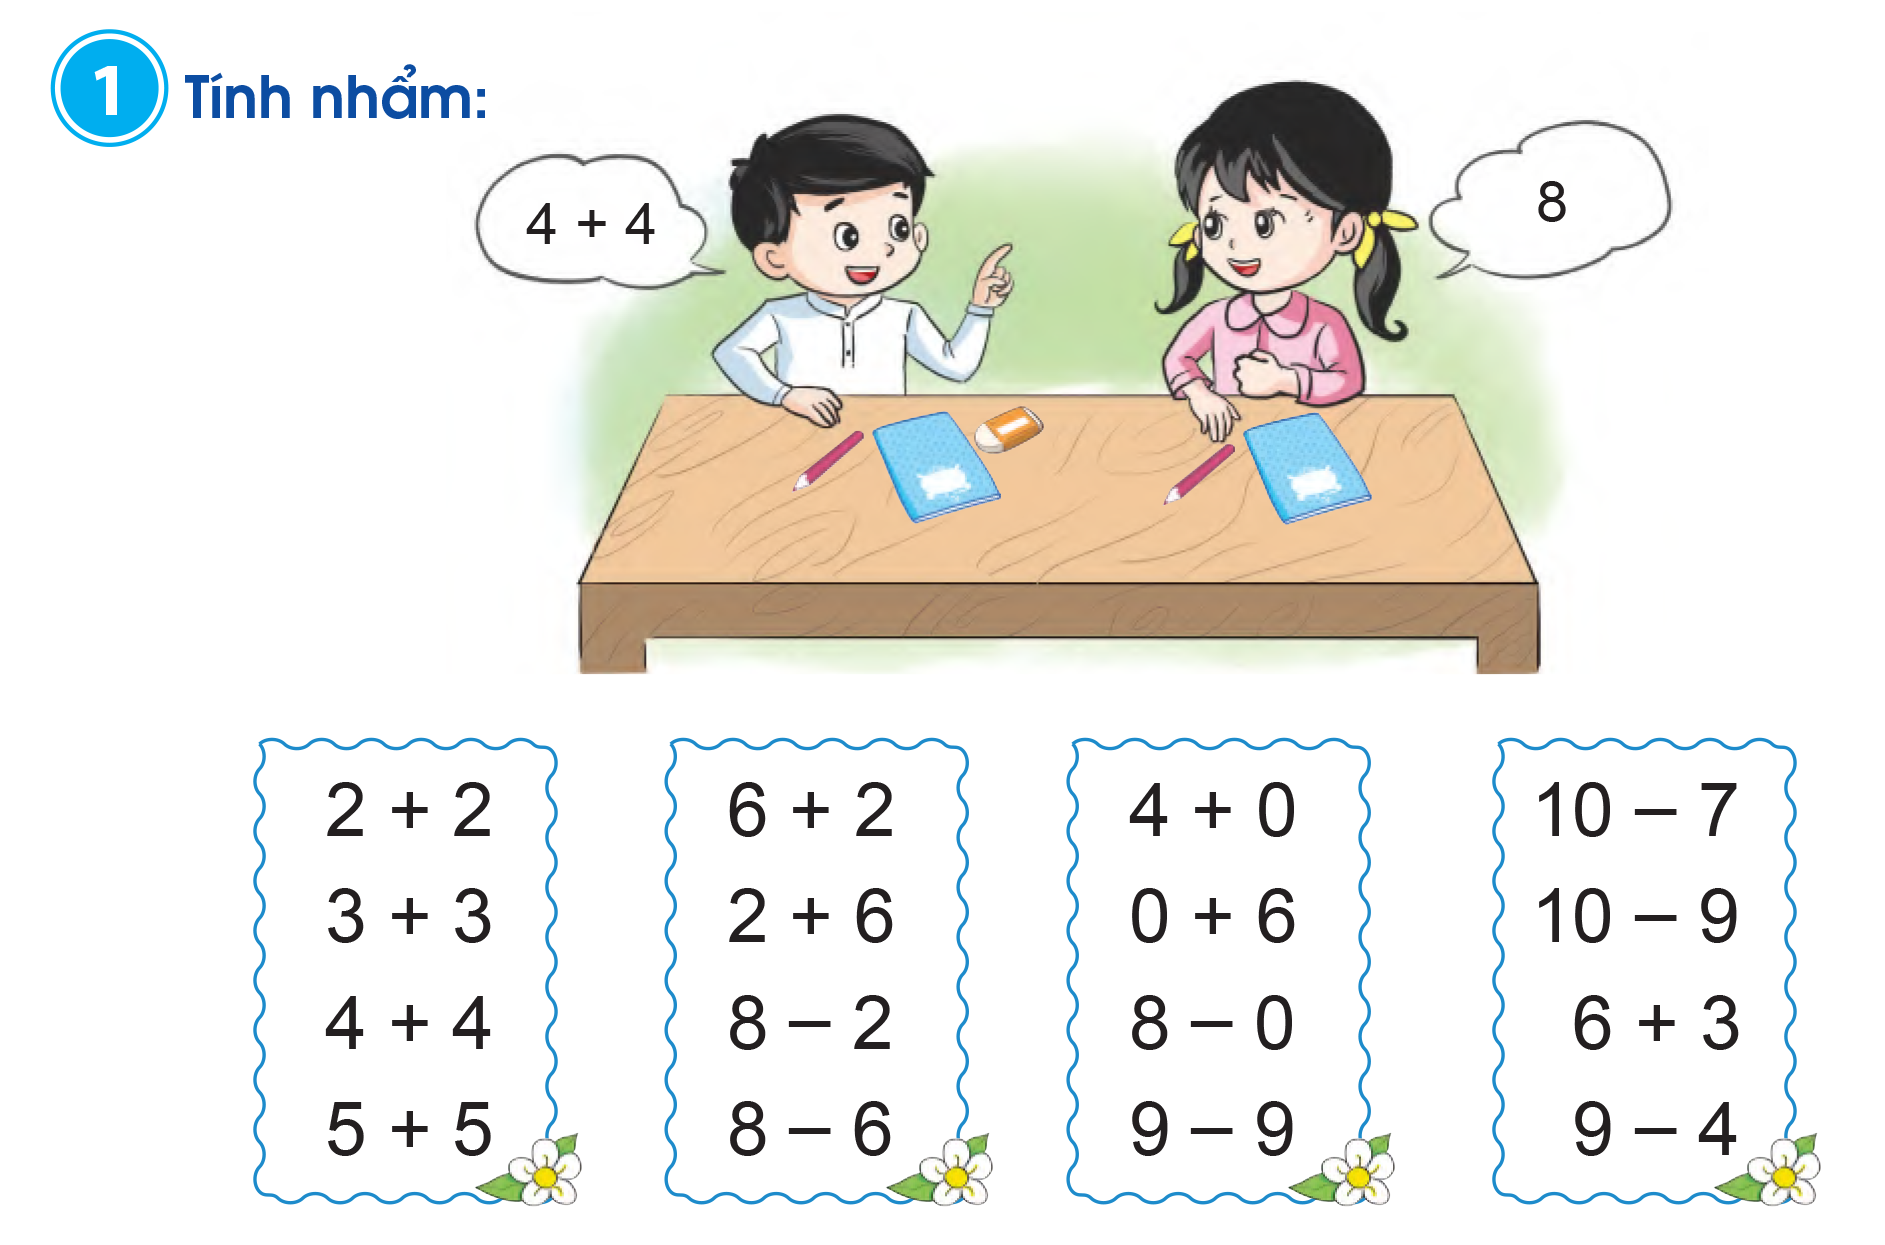 1 Tính nhẩm:
4 + 4
8
2 + 2
3 + 3
4 + 4
5 + 5
6 + 2
2 + 6
8 – 2
8 – 6
4 + 0
0 + 6
8 – 0
9 – 9
10 – 7
10 – 9
6 + 3
9 – 4